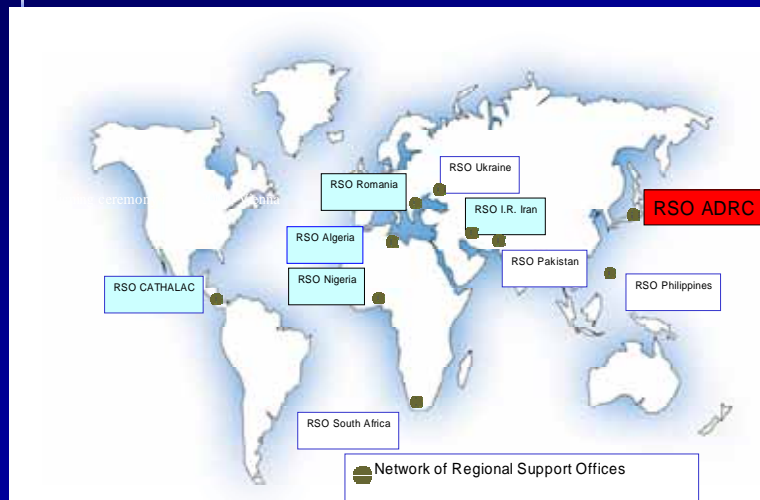 RSO Ukraine
RSO Romania
RSO ADRC
RSO I.R. Iran
RSO Algeria
RSO Pakistan
RSO Nigeria
RSO CATHALAC
RSO Philippines
RSO South Africa
Network of Regional Support Offices